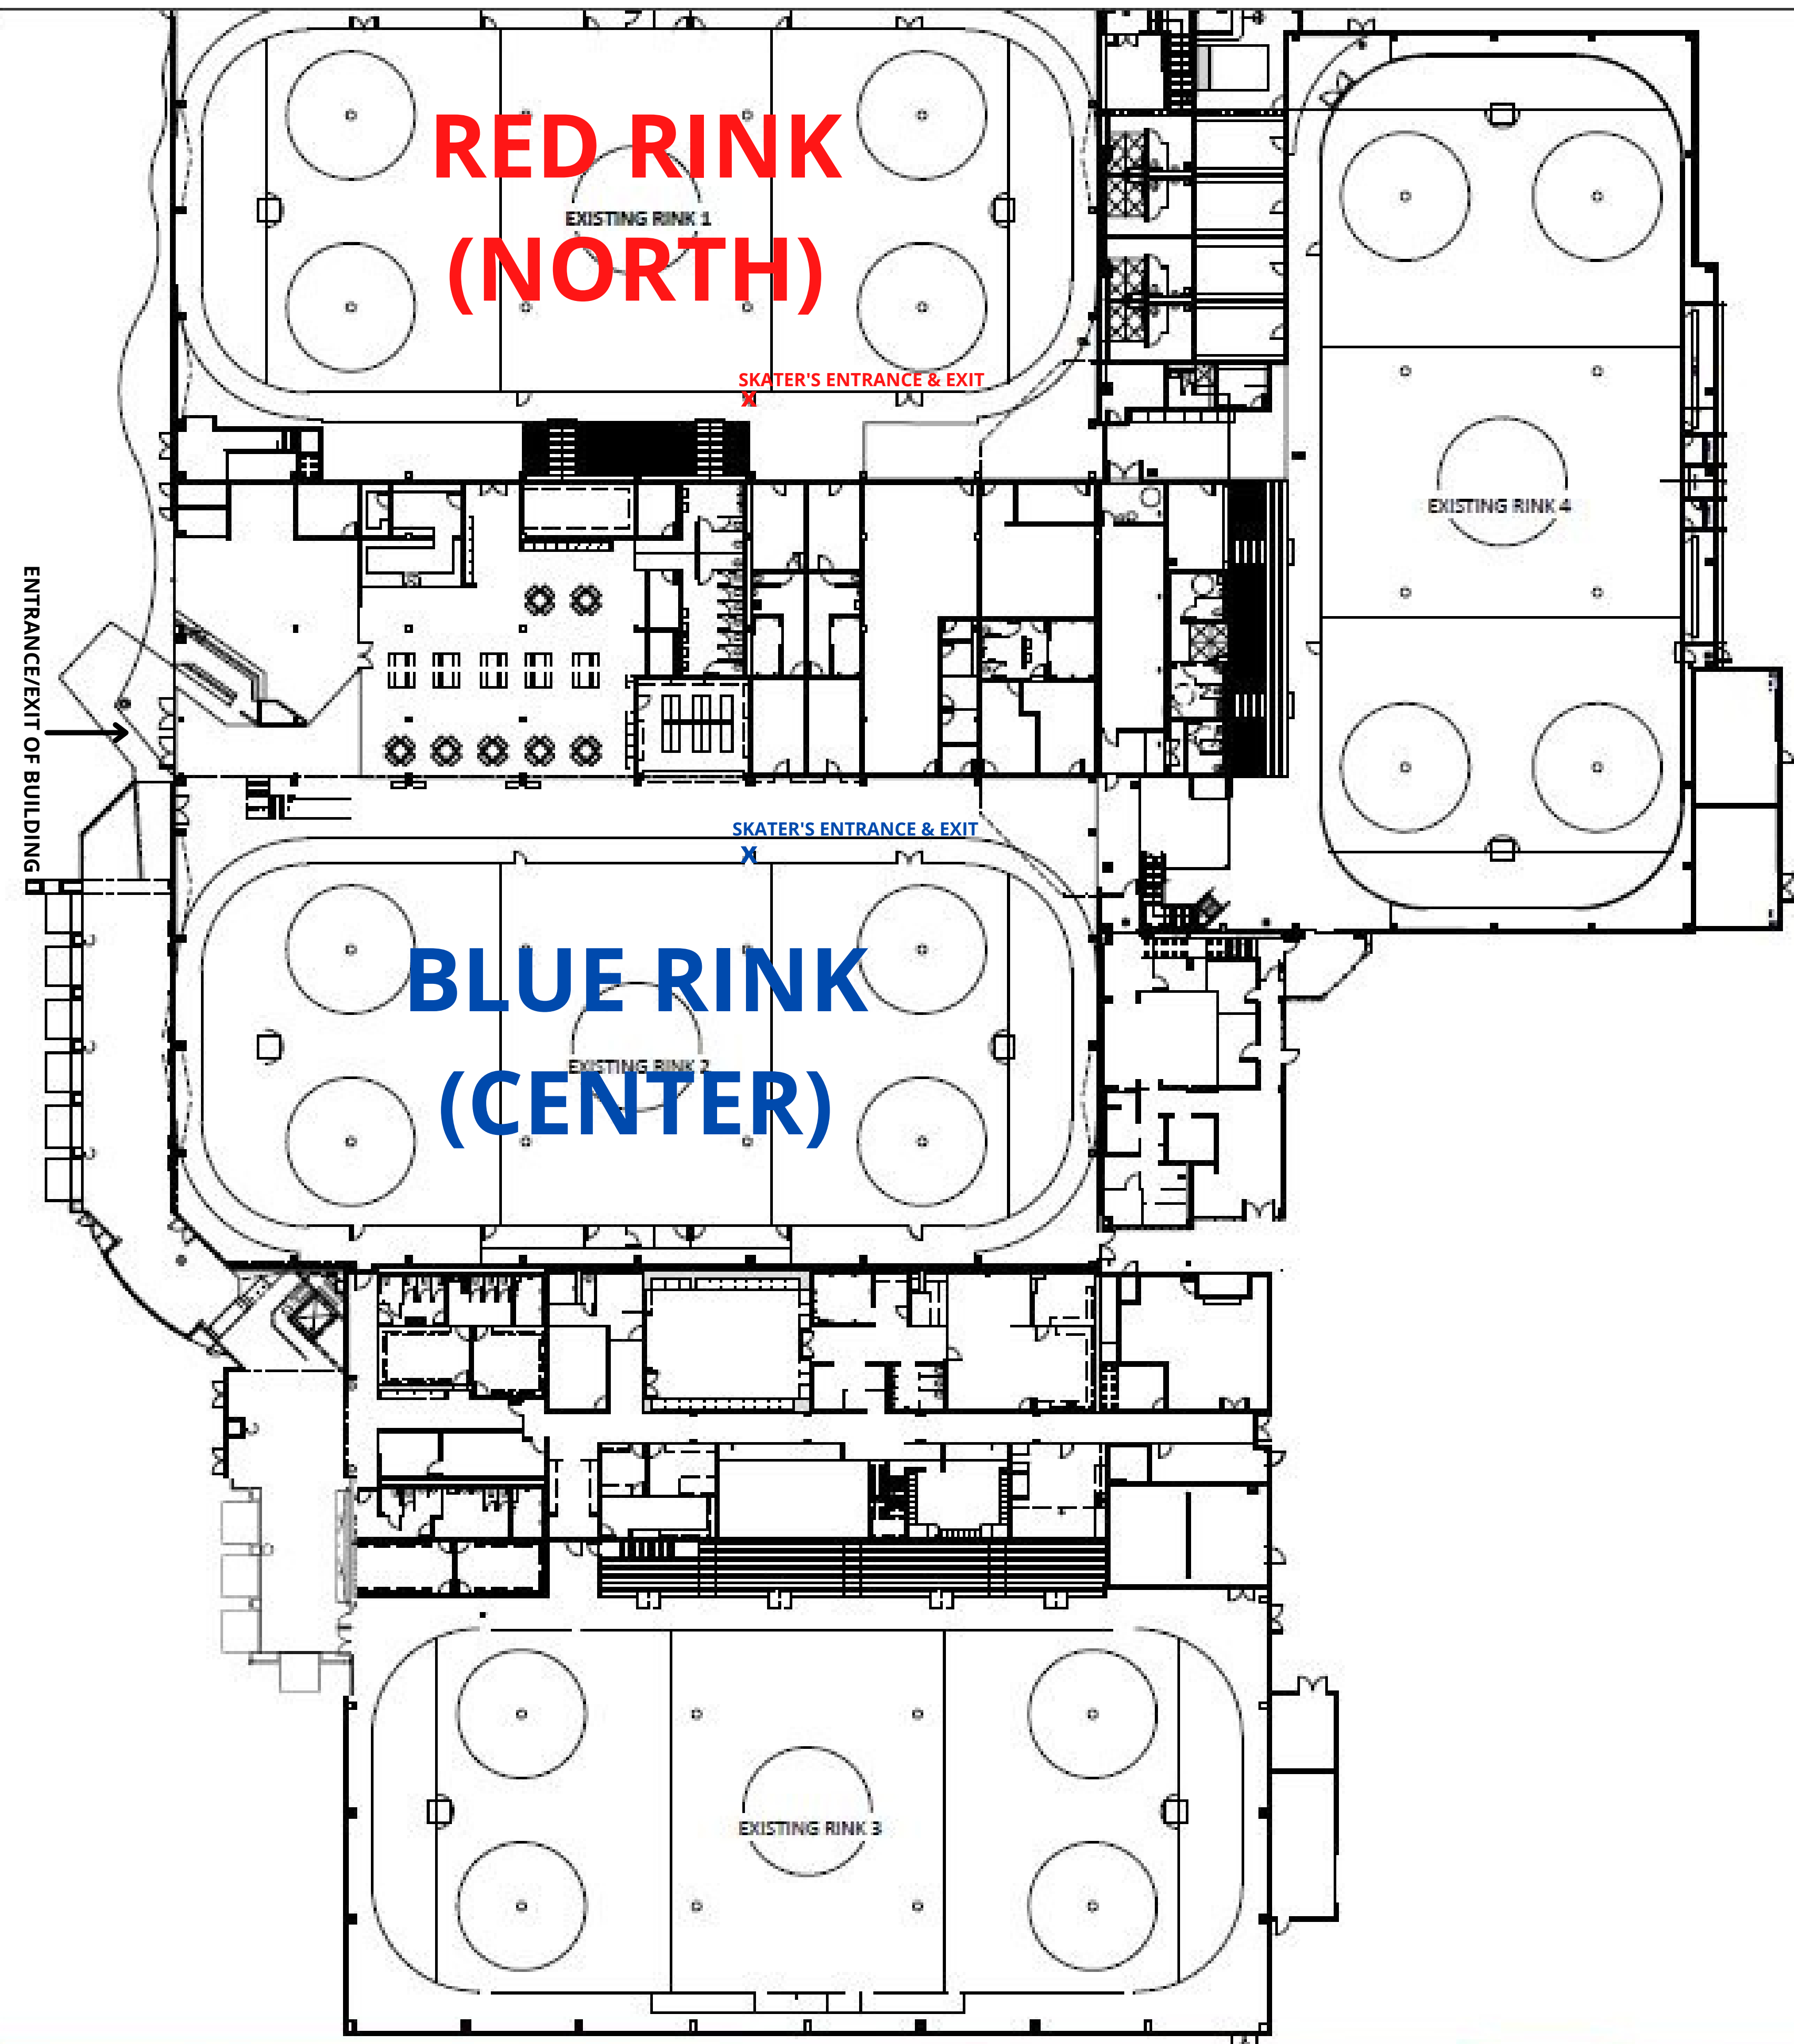 RED RINK
EXISTING RINK 1
(NORTH)
SKATER'S ENTRANCE & EXIT
X
EXISTING RINK 4
ENTRANCE/EXIT OF BUILDING
SKATER'S ENTRANCE & EXIT
X
BLUE RINK
EXISTING RINK 2
(CENTER)
EXISTING RINK 3